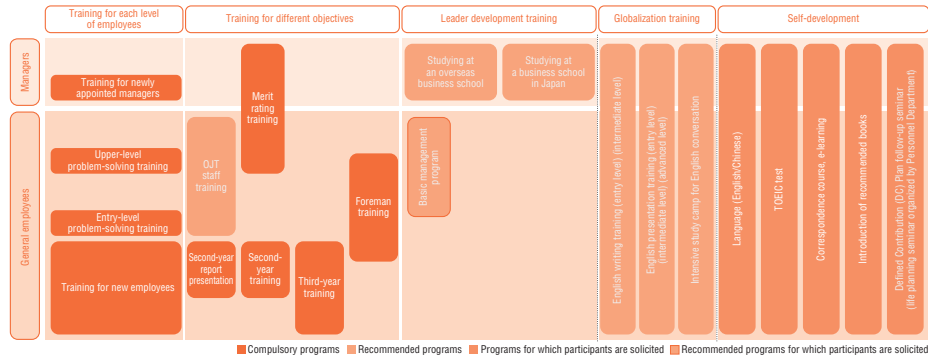 Training for each level
of employees
Training for different objectives
Leader development training
Globalization training
Self-development
Managers
General employees
Training for newly
appointed managers
Upper-level
problem-solving training
Entry-level
problem-solving training
Training for new employees
OJT
staff
training
Second-year
report
presentation
Merit
rating
training
Second-
year
training
Third-year
training
Foreman
training
Studying at
an overseas
business school
Studying at
a business school
in Japan
Basic management
program
English writing training (entry level) (intermediate level)
English presentation training (entry level)
(intermediate level) (advanced level)
Intensive study camp for English conversation
Language (English/Chinese)
TOEIC test
Correspondence course, e-learning
Introduction of recommended books
Defined Contribution (DC) Plan follow-up seminar
(life planning seminar organized by Personnel Department)
Compulsory programs
Recommended programs
Programs for which participants are solicited
Recommended programs for which participants are solicited